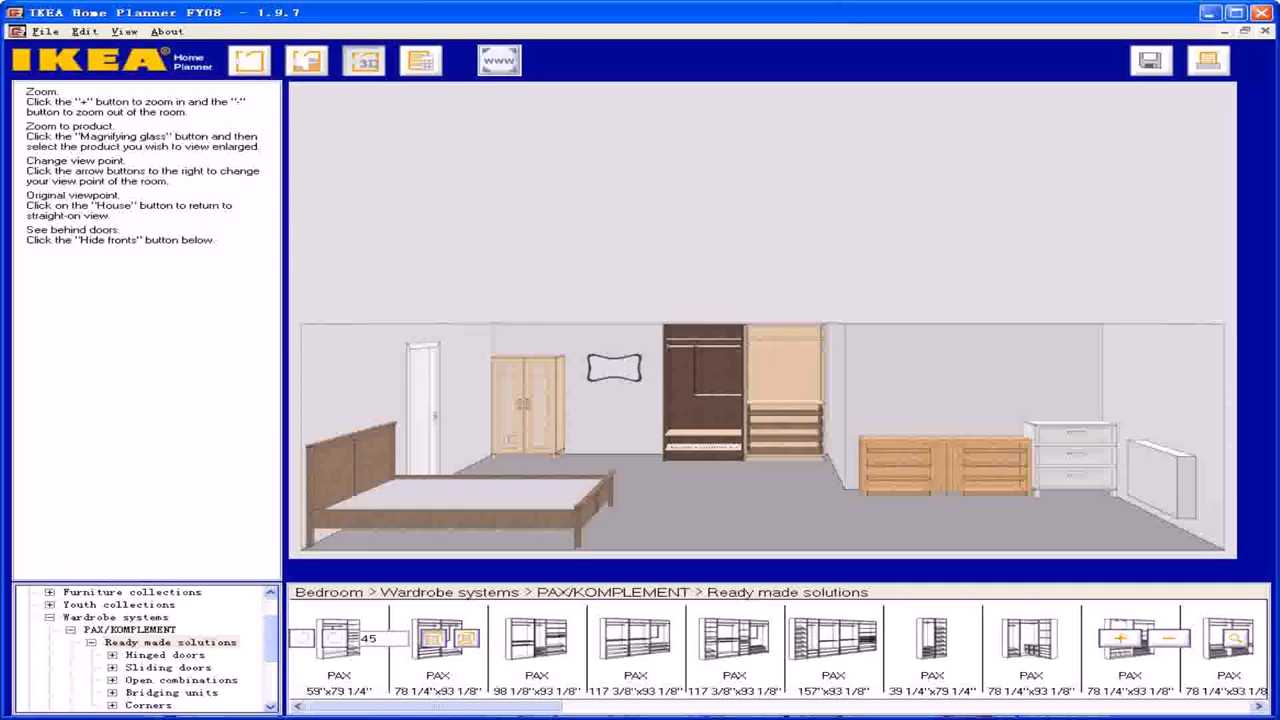 IKEA Home Planner FY08 - 1.9.7
File Edit View About
IKEA® Home Planner
3D
www
Zoom.
Click the "+" button to zoom in and the "-"
button to zoom out of the room.
Zoom to product.
Click the "Magnifying glass" button and then
select the product you wish to view enlarged.
Change view point.
Click the arrow buttons to the right to change
your view point of the room.
Original viewpoint.
Click on the "House" button to return to
straight-on view.
See behind doors.
Click the "Hide fronts" button below.
Furniture collections
Youth collections
Wardrobe systems
PAX/KOMPLEMENT
Ready made solutions
Hinged doors
Sliding doors
Open combinations
Bridging units
Corners
Bedroom > Wardrobe systems > PAX/KOMPLEMENT > Ready made solutions
45
PAX PAX PAX PAX PAX PAX PAX PAX PAX PAX
59"x79 1/4" 78 1/4"x93 1/8" 98 1/8"x93 1/8" 117 3/8"x93 1/8" 117 3/8"x93 1/8" 157"x93 1/8" 39 1/4"x79 1/4" 78 1/4"x93 1/8" 78 1/4"x93 1/8" 78 1/4"x93 1/8